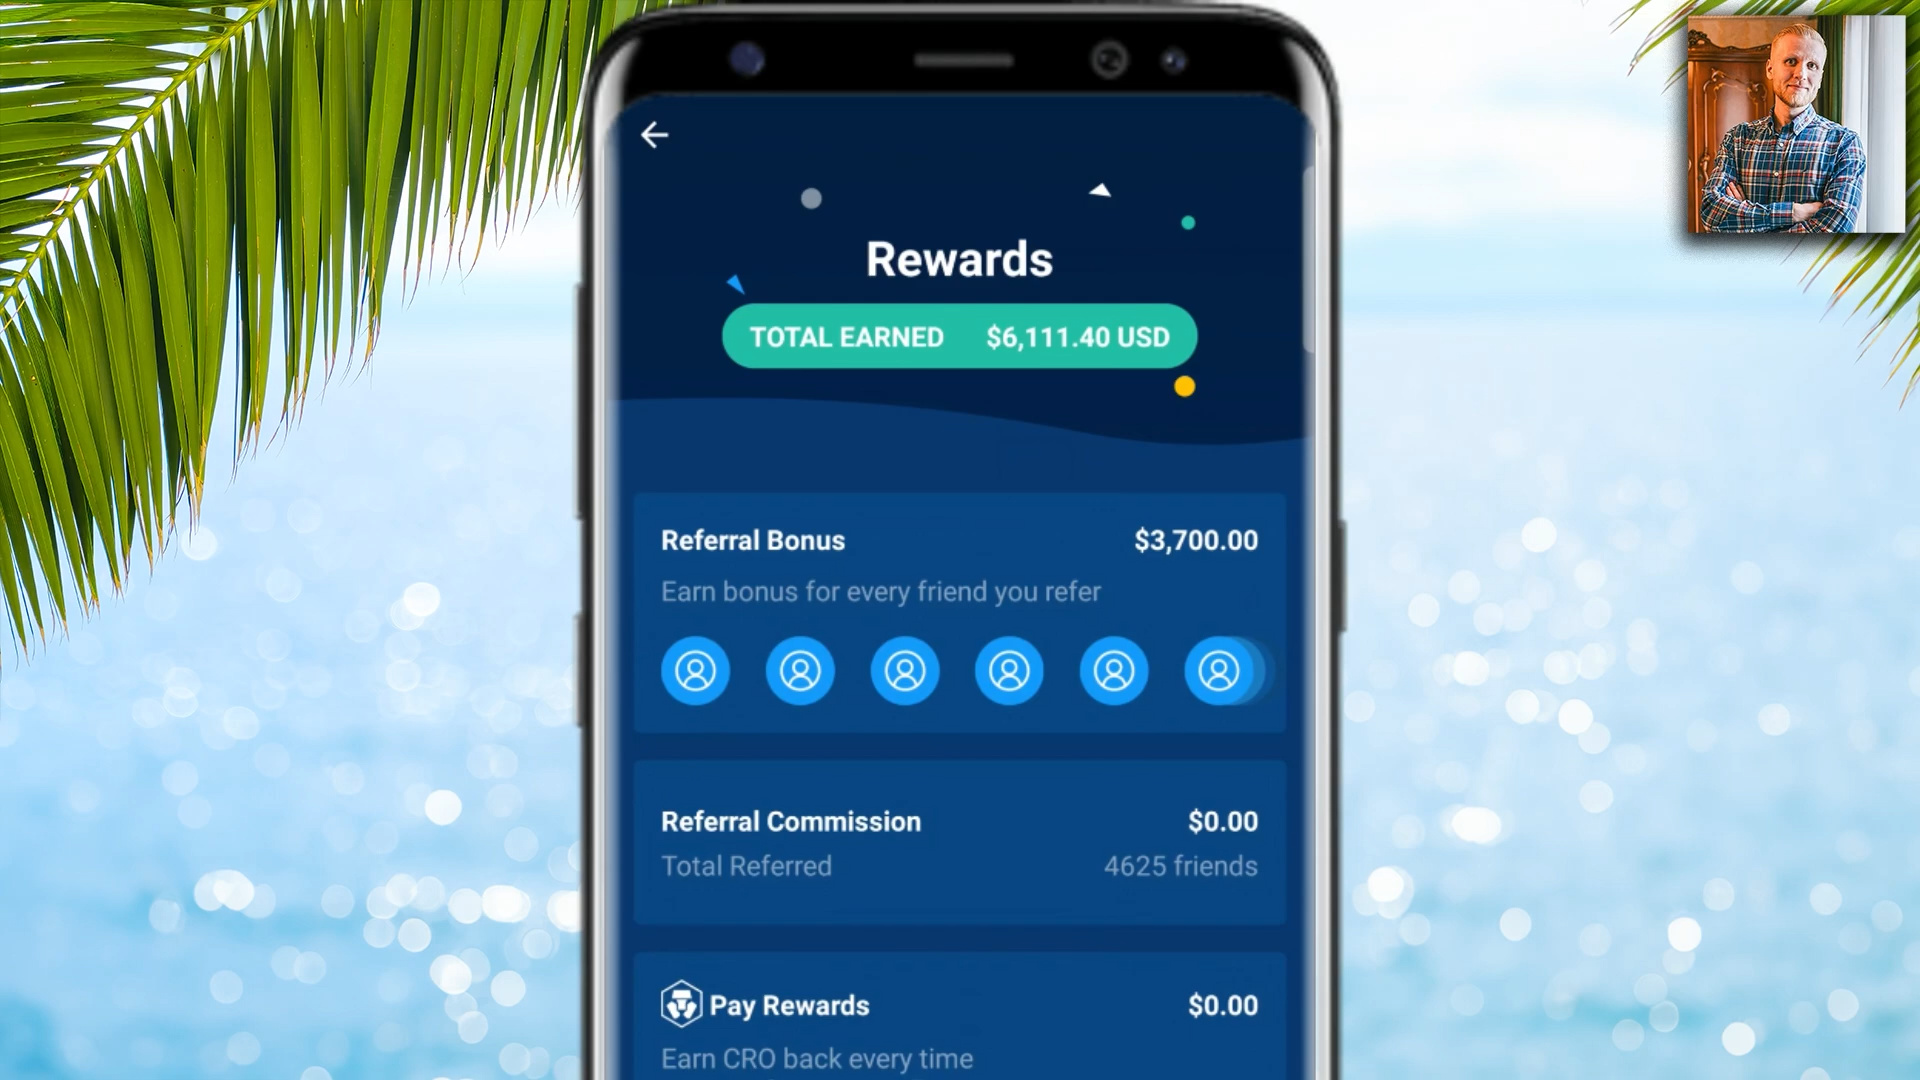 Rewards
TOTAL EARNED $6,111.40 USD
Referral Bonus $3,700.00
Earn bonus for every friend you refer
Referral Commission $0.00
Total Referred 4625 friends
Pay Rewards $0.00
Earn CRO back every time